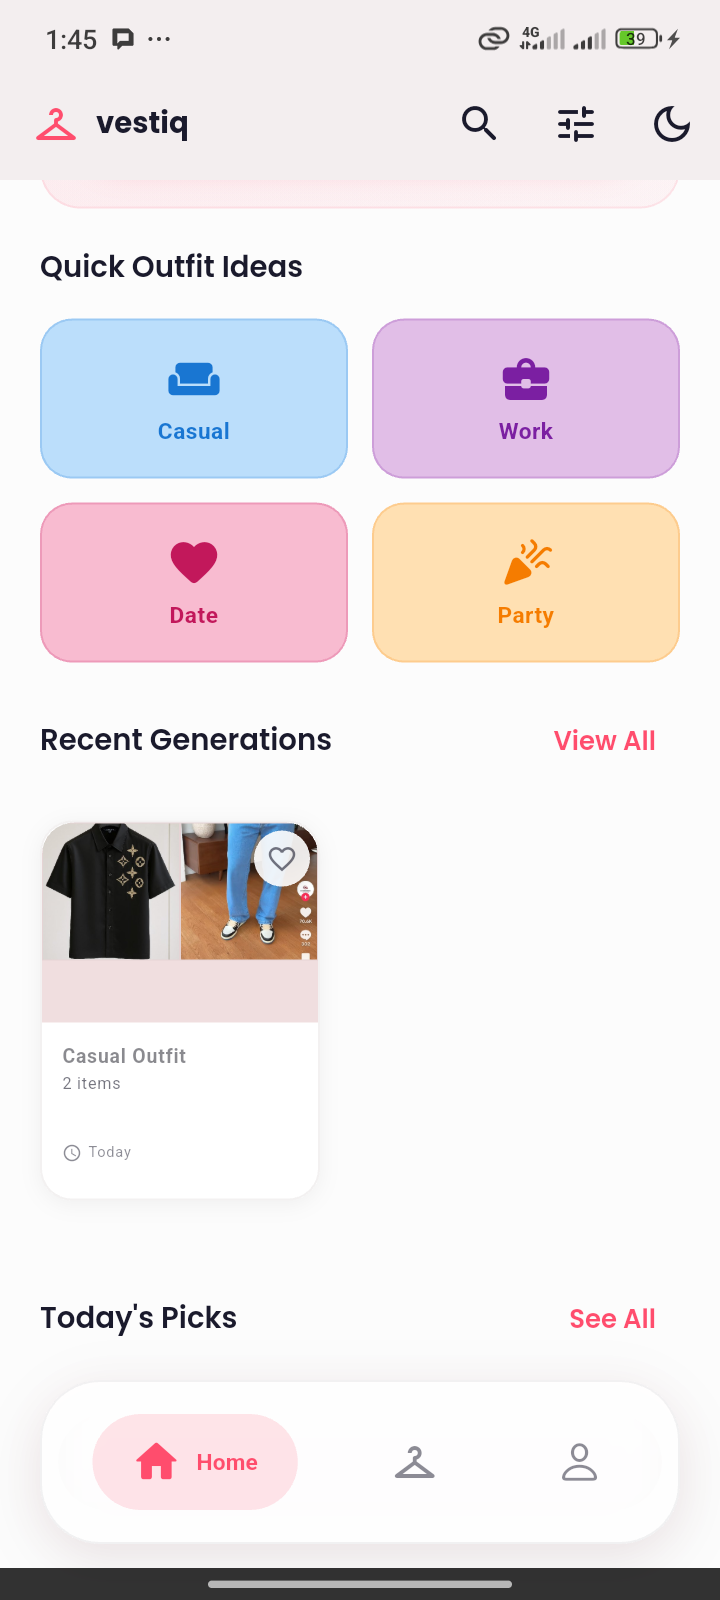 1:45
4G
39
vestiq
Quick Outfit Ideas
Casual
Work
Date
Party
Recent Generations
View All
Casual Outfit
2 items
Today
Today's Picks
See All
Home